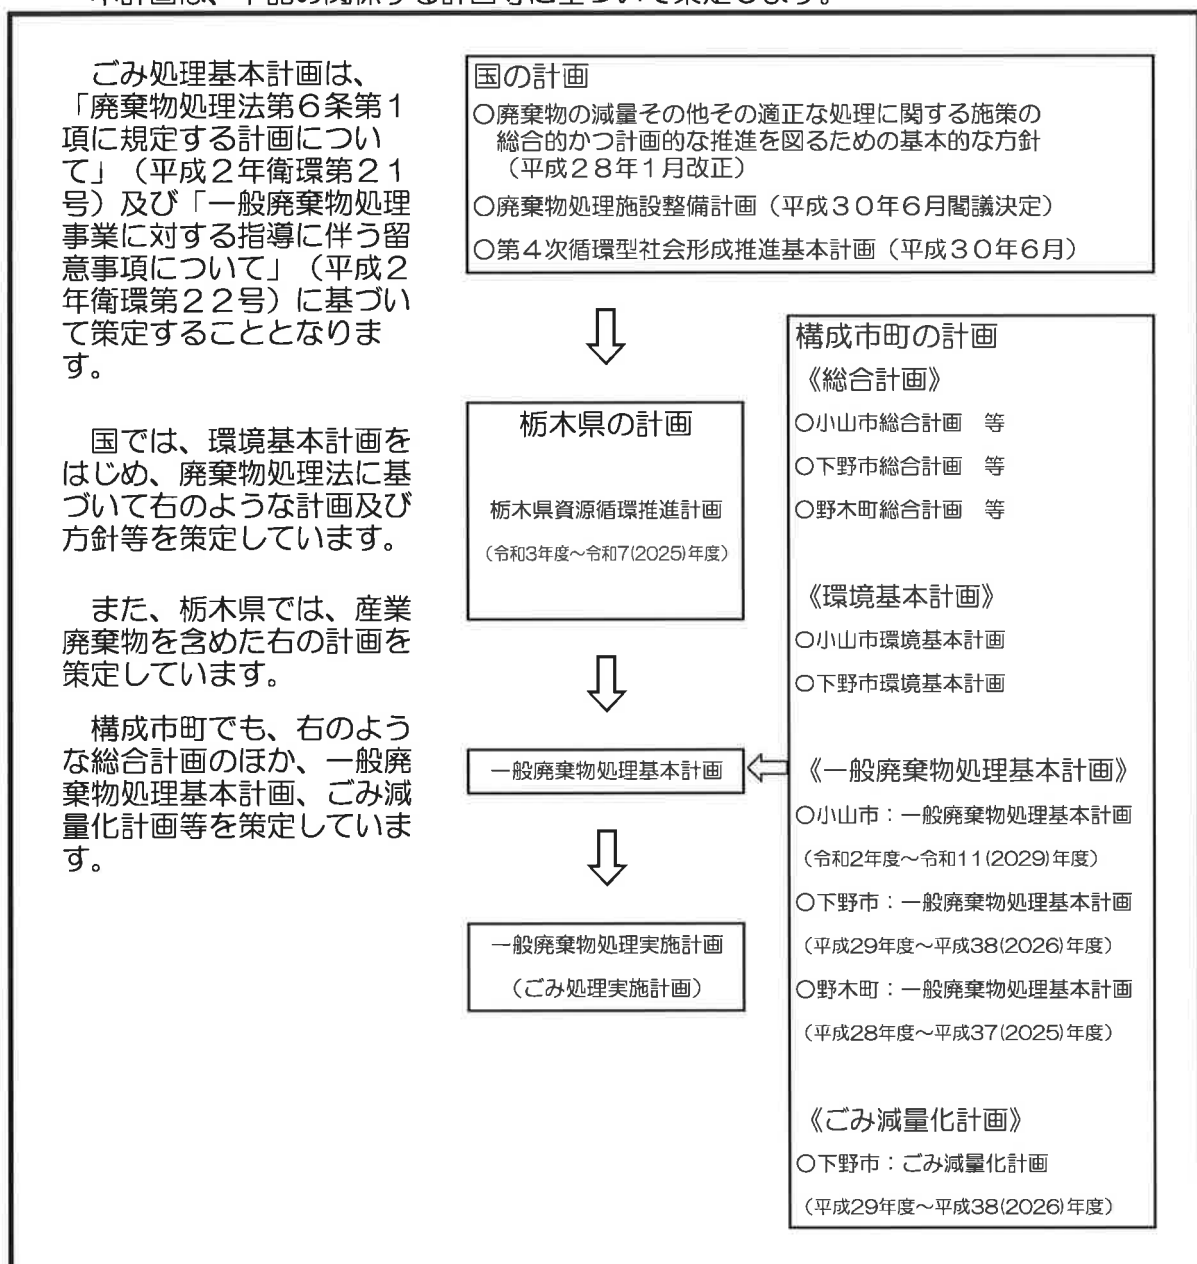 本計画は、下記の関係する計画等に基づいて策定します。
ごみ処理基本計画は、
「廃棄物処理法第6条第1
項に規定する計画につい
て」（平成2年衛環第21
号）及び「一般廃棄物処理
事業に対する指導に伴う留
意事項について」（平成2
年衛環第22号）に基づい
て策定することとなりま
す。
国では、環境基本計画を
はじめ、廃棄物処理法に基
づいて右のような計画及び
方針等を策定しています。
また、栃木県では、産業
廃棄物を含めた右の計画を
策定しています。
構成市町でも、右のよう
な総合計画のほか、一般廃
棄物処理基本計画、ごみ減
量化計画等を策定していま
す。
国の計画
○廃棄物の減量その他その適正な処理に関する施策の
総合的かつ計画的な推進を図るための基本的な方針
（平成28年1月改正）
○廃棄物処理施設整備計画（平成30年6月閣議決定）
○第4次循環型社会形成推進基本計画（平成30年6月）
栃木県の計画
栃木県資源循環推進計画
（令和3年度～令和7(2025)年度）
一般廃棄物処理基本計画
一般廃棄物処理実施計画
（ごみ処理実施計画）
構成市町の計画
《総合計画》
○小山市総合計画　等
○下野市総合計画　等
○野木町総合計画　等
《環境基本計画》
○小山市環境基本計画
○下野市環境基本計画
《一般廃棄物処理基本計画》
○小山市：一般廃棄物処理基本計画
（令和2年度～令和11(2029)年度）
○下野市：一般廃棄物処理基本計画
（平成29年度～平成38(2026)年度）
○野木町：一般廃棄物処理基本計画
（平成28年度～平成37(2025)年度）
《ごみ減量化計画》
○下野市：ごみ減量化計画
（平成29年度～平成38(2026)年度）